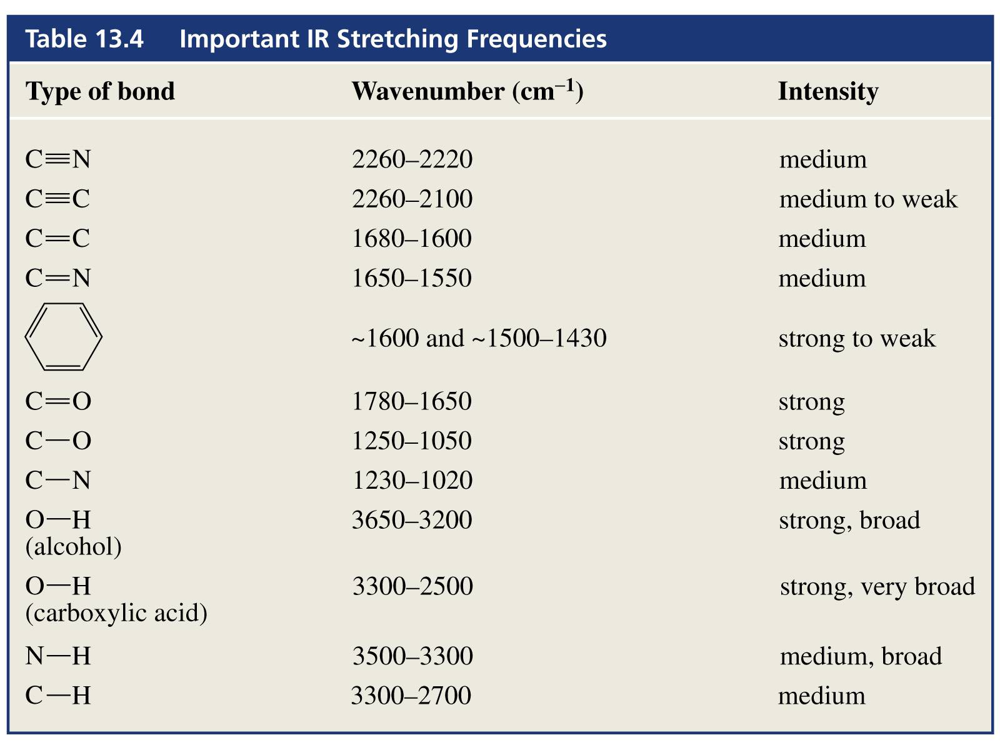 Table 13.4 Important IR Stretching Frequencies
Type of bond Wavenumber (cm⁻¹) Intensity
C≡N 2260–2220 medium
C≡C 2260–2100 medium to weak
C=C 1680–1600 medium
C=N 1650–1550 medium
~1600 and ~1500–1430 strong to weak
C=O 1780–1650 strong
C—O 1250–1050 strong
C—N 1230–1020 medium
O—H 3650–3200 strong, broad
(alcohol)
O—H 3300–2500 strong, very broad
(carboxylic acid)
N—H 3500–3300 medium, broad
C—H 3300–2700 medium